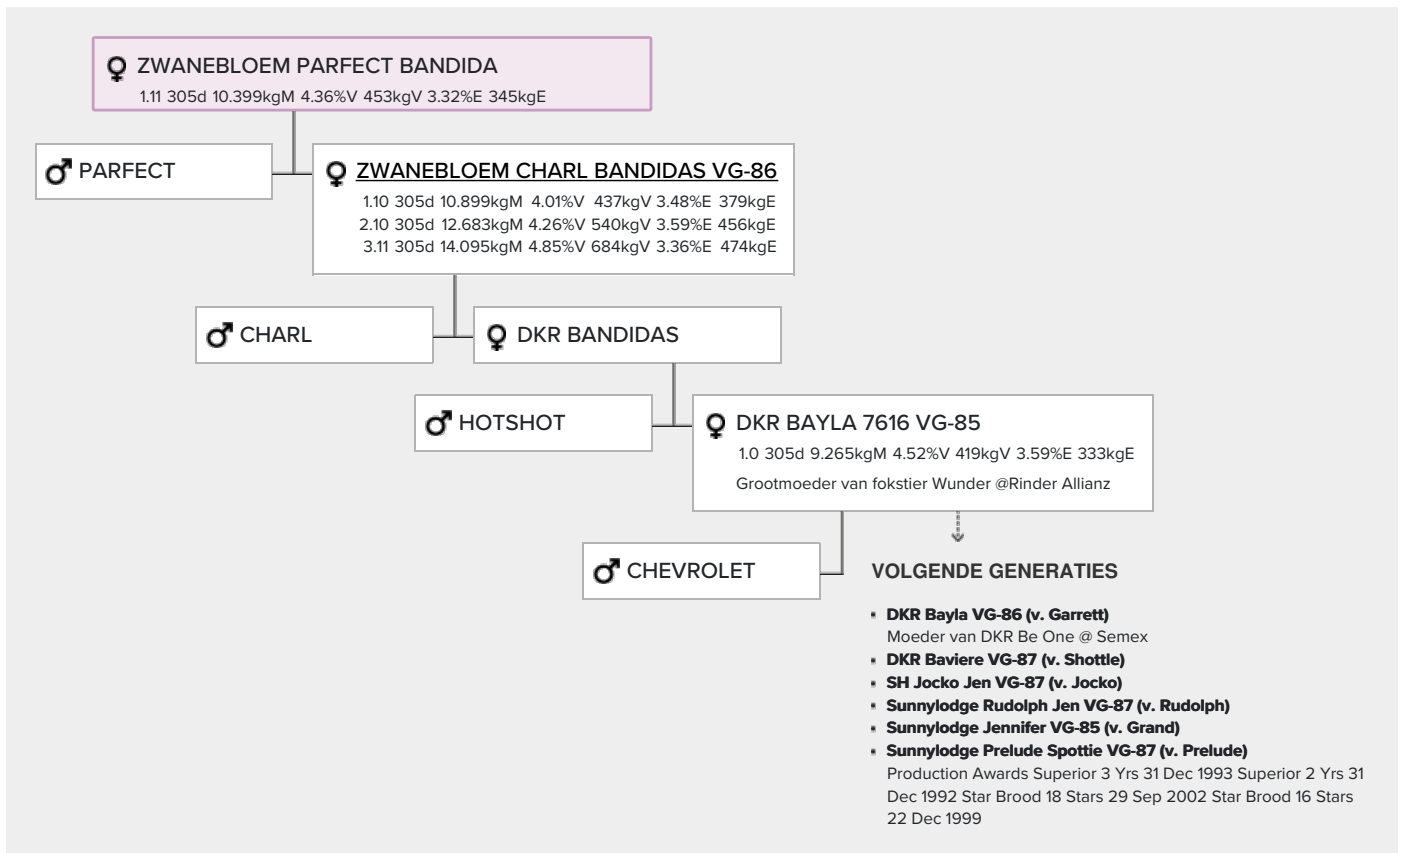 ZWANEBLOEM PARFECT BANDIDA
1.11 305d 10.399kgM 4.36%V 453kgV 3.32%E 345kgE
PARFECT
ZWANEBLOEM CHARL BANDIDAS VG-86
1.10 305d 10.899kgM 4.01%V 437kgV 3.48%E 379kgE
2.10 305d 12.683kgM 4.26%V 540kgV 3.59%E 456kgE
3.11 305d 14.095kgM 4.85%V 684kgV 3.36%E 474kgE
CHARL
DKR BANDIDAS
HOTSHOT
DKR BAYLA 7616 VG-85
1.0 305d 9.265kgM 4.52%V 419kgV 3.59%E 333kgE
Grootmoeder van fokstier Wunder @Rinder Allianz
CHEVROLET
VOLGENDE GENERATIES
DKR Bayla VG-86 (v. Garrett)
Moeder van DKR Be One @ Semex
DKR Baviere VG-87 (v. Shottle)
SH Jocko Jen VG-87 (v. Jocko)
Sunnylodge Rudolph Jen VG-87 (v. Rudolph)
Sunnylodge Jennifer VG-85 (v. Grand)
Sunnylodge Prelude Spottie VG-87 (v. Prelude)
Production Awards Superior 3 Yrs 31 Dec 1993 Superior 2 Yrs 31
Dec 1992 Star Brood 18 Stars 29 Sep 2002 Star Brood 16 Stars
22 Dec 1999